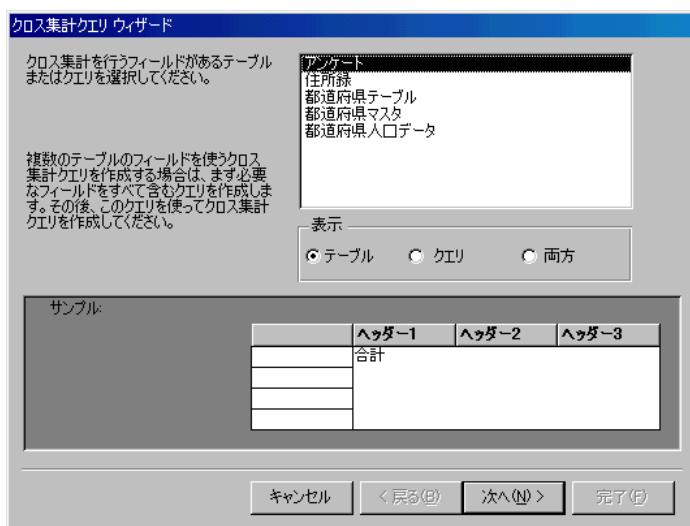 クロス集計クエリ ウィザード
クロス集計を行うフィールドがあるテーブル
またはクエリを選択してください。
複数のテーブルのフィールドを使うクロス
集計クエリを作成する場合は、まず必要
なフィールドをすべて含むクエリを作成しま
す。その後、このクエリを使ってクロス集計
クエリを作成してください。
アンケート
住所録
都道府県テーブル
都道府県マスタ
都道府県人口データ
表示
テーブル クエリ 両方
サンプル:
ヘッダー1 ヘッダー2 ヘッダー3
合計
キャンセル < 戻る(B) 次へ(N) > 完了(F)